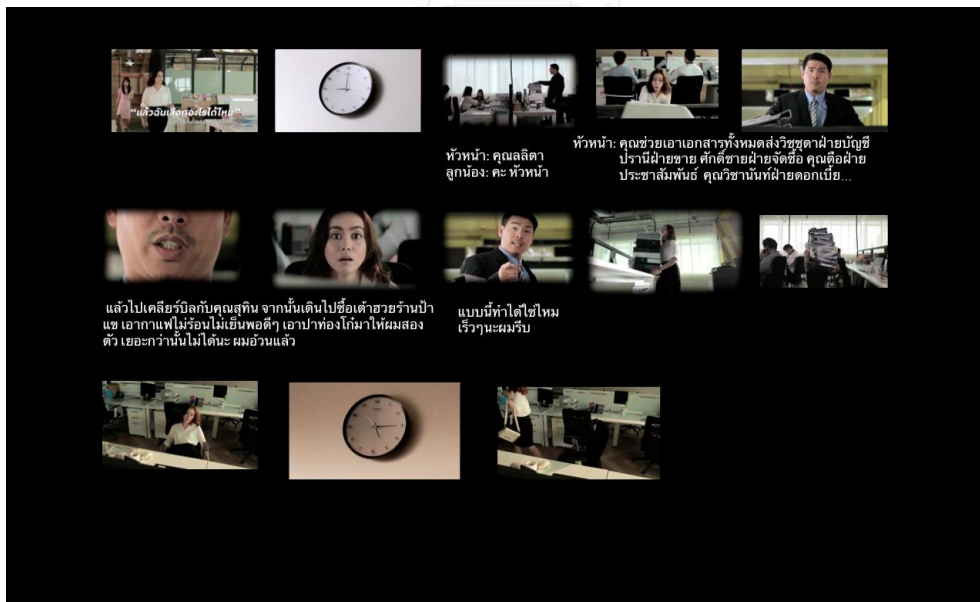 “แล้วฉันเลือกอะไรได้ไหม”
หัวหน้า: คุณลลิตา
ลูกน้อง: คะ หัวหน้า
หัวหน้า: คุณช่วยเอาเอกสารทั้งหมดส่งวิชชุดาฝ่ายบัญชี
ปรานีฝ่ายขาย ศักดิ์ชายฝ่ายจัดซื้อ คุณดือฝ่าย
ประชาสัมพันธ์ คุณวิชานันท์ฝ่ายดอกเบี้ย...
แล้วไปเคลียร์บิลกับคุณสุทิน จากนั้นเดินไปซื้อเต้าฮวยร้านป้า
แข เอากาแฟไม่ร้อนไม่เย็นพอดีๆ เอาปาท่องโก๋มาให้ผมสอง
ตัว เยอะกว่านั้นไม่ได้นะ ผมอ้วนแล้ว
แบบนี้ทำได้ใช่ไหม
เร็วๆนะผมรีบ